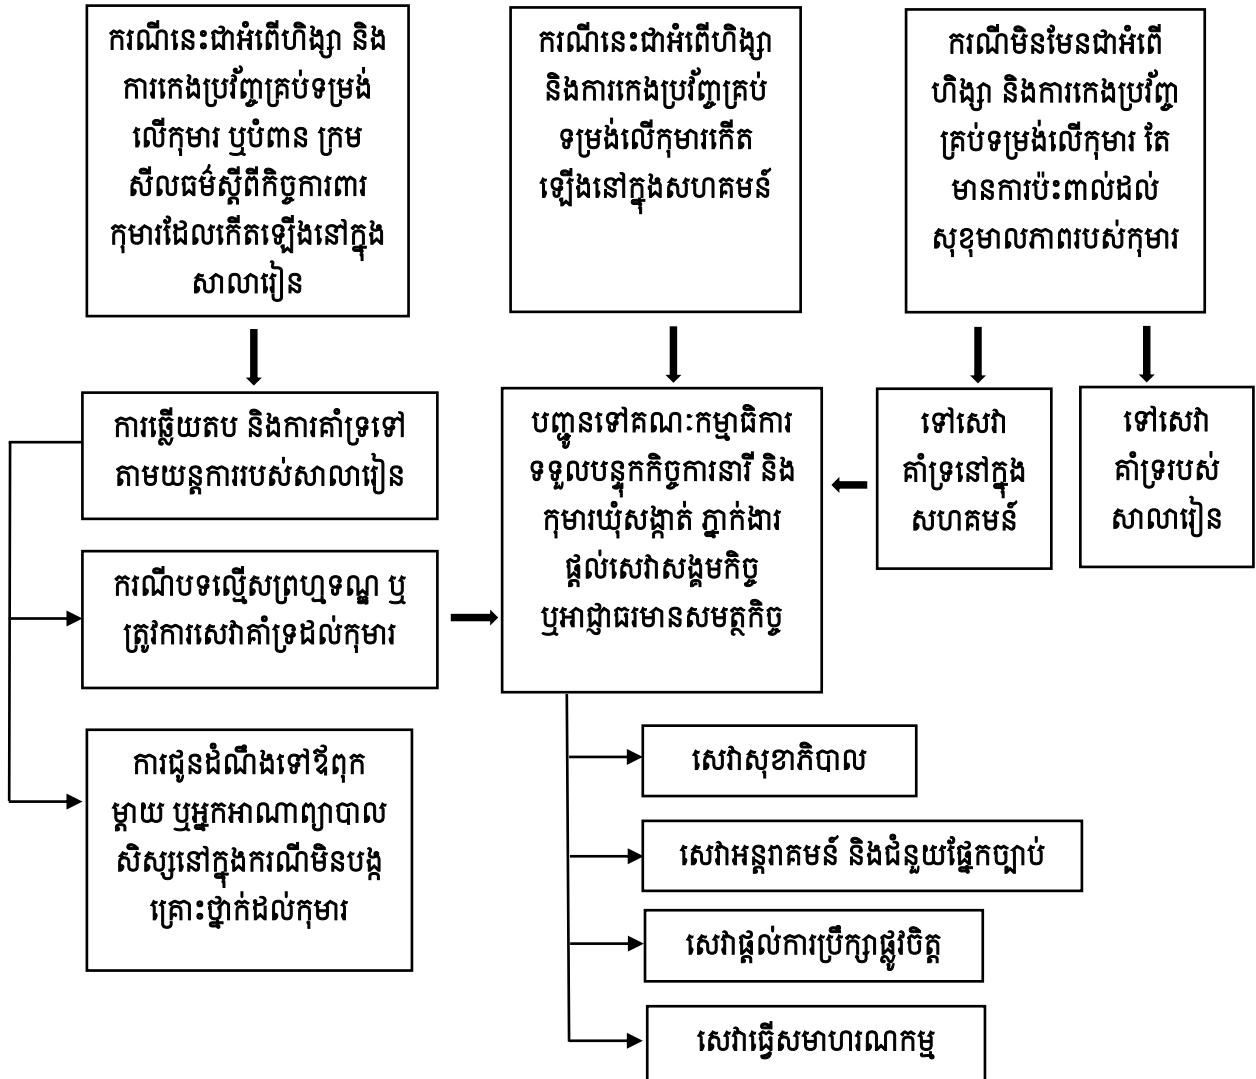 ករណីនេះជាអំពើហិង្សា និង
ការកេងប្រវ័ញ្ចគ្រប់ទម្រង់
លើកុមារ ឬបំពាន ក្រម
សីលធម៌ស្តីពីកិច្ចការពារ
កុមារដែលកើតឡើងនៅក្នុង
សាលារៀន
ករណីនេះជាអំពើហិង្សា
និងការកេងប្រវ័ញ្ចគ្រប់
ទម្រង់លើកុមារកើត
ឡើងនៅក្នុងសហគមន៍
ករណីមិនមែនជាអំពើ
ហិង្សា និងការកេងប្រវ័ញ្ច
គ្រប់ទម្រង់លើកុមារ តែ
មានការប៉ះពាល់ដល់
សុខុមាលភាពរបស់កុមារ
ការឆ្លើយតប និងការគាំទ្រទៅ
តាមយន្តការរបស់សាលារៀន
បញ្ជូនទៅគណៈកម្មាធិការ
ទទួលបន្ទុកកិច្ចការនារី និង
កុមារឃុំសង្កាត់ ភ្នាក់ងារ
ផ្តល់សេវាសង្គមកិច្ច
ឬអាជ្ញាធរមានសមត្ថកិច្ច
ទៅសេវា
គាំទ្រនៅក្នុង
សហគមន៍
ទៅសេវា
គាំទ្ររបស់
សាលារៀន
ករណីបទល្មើសព្រហ្មទណ្ឌ ឬ
ត្រូវការសេវាគាំទ្រដល់កុមារ
ការជូនដំណឹងទៅឪពុក
ម្តាយ ឬអ្នកអាណាព្យាបាល
សិស្សនៅក្នុងករណីមិនបង្ក
គ្រោះថ្នាក់ដល់កុមារ
សេវាសុខាភិបាល
សេវាអន្តរាគមន៍ និងជំនួយផ្នែកច្បាប់
សេវាផ្តល់ការប្រឹក្សាផ្លូវចិត្ត
សេវាធ្វើសមាហរណកម្ម